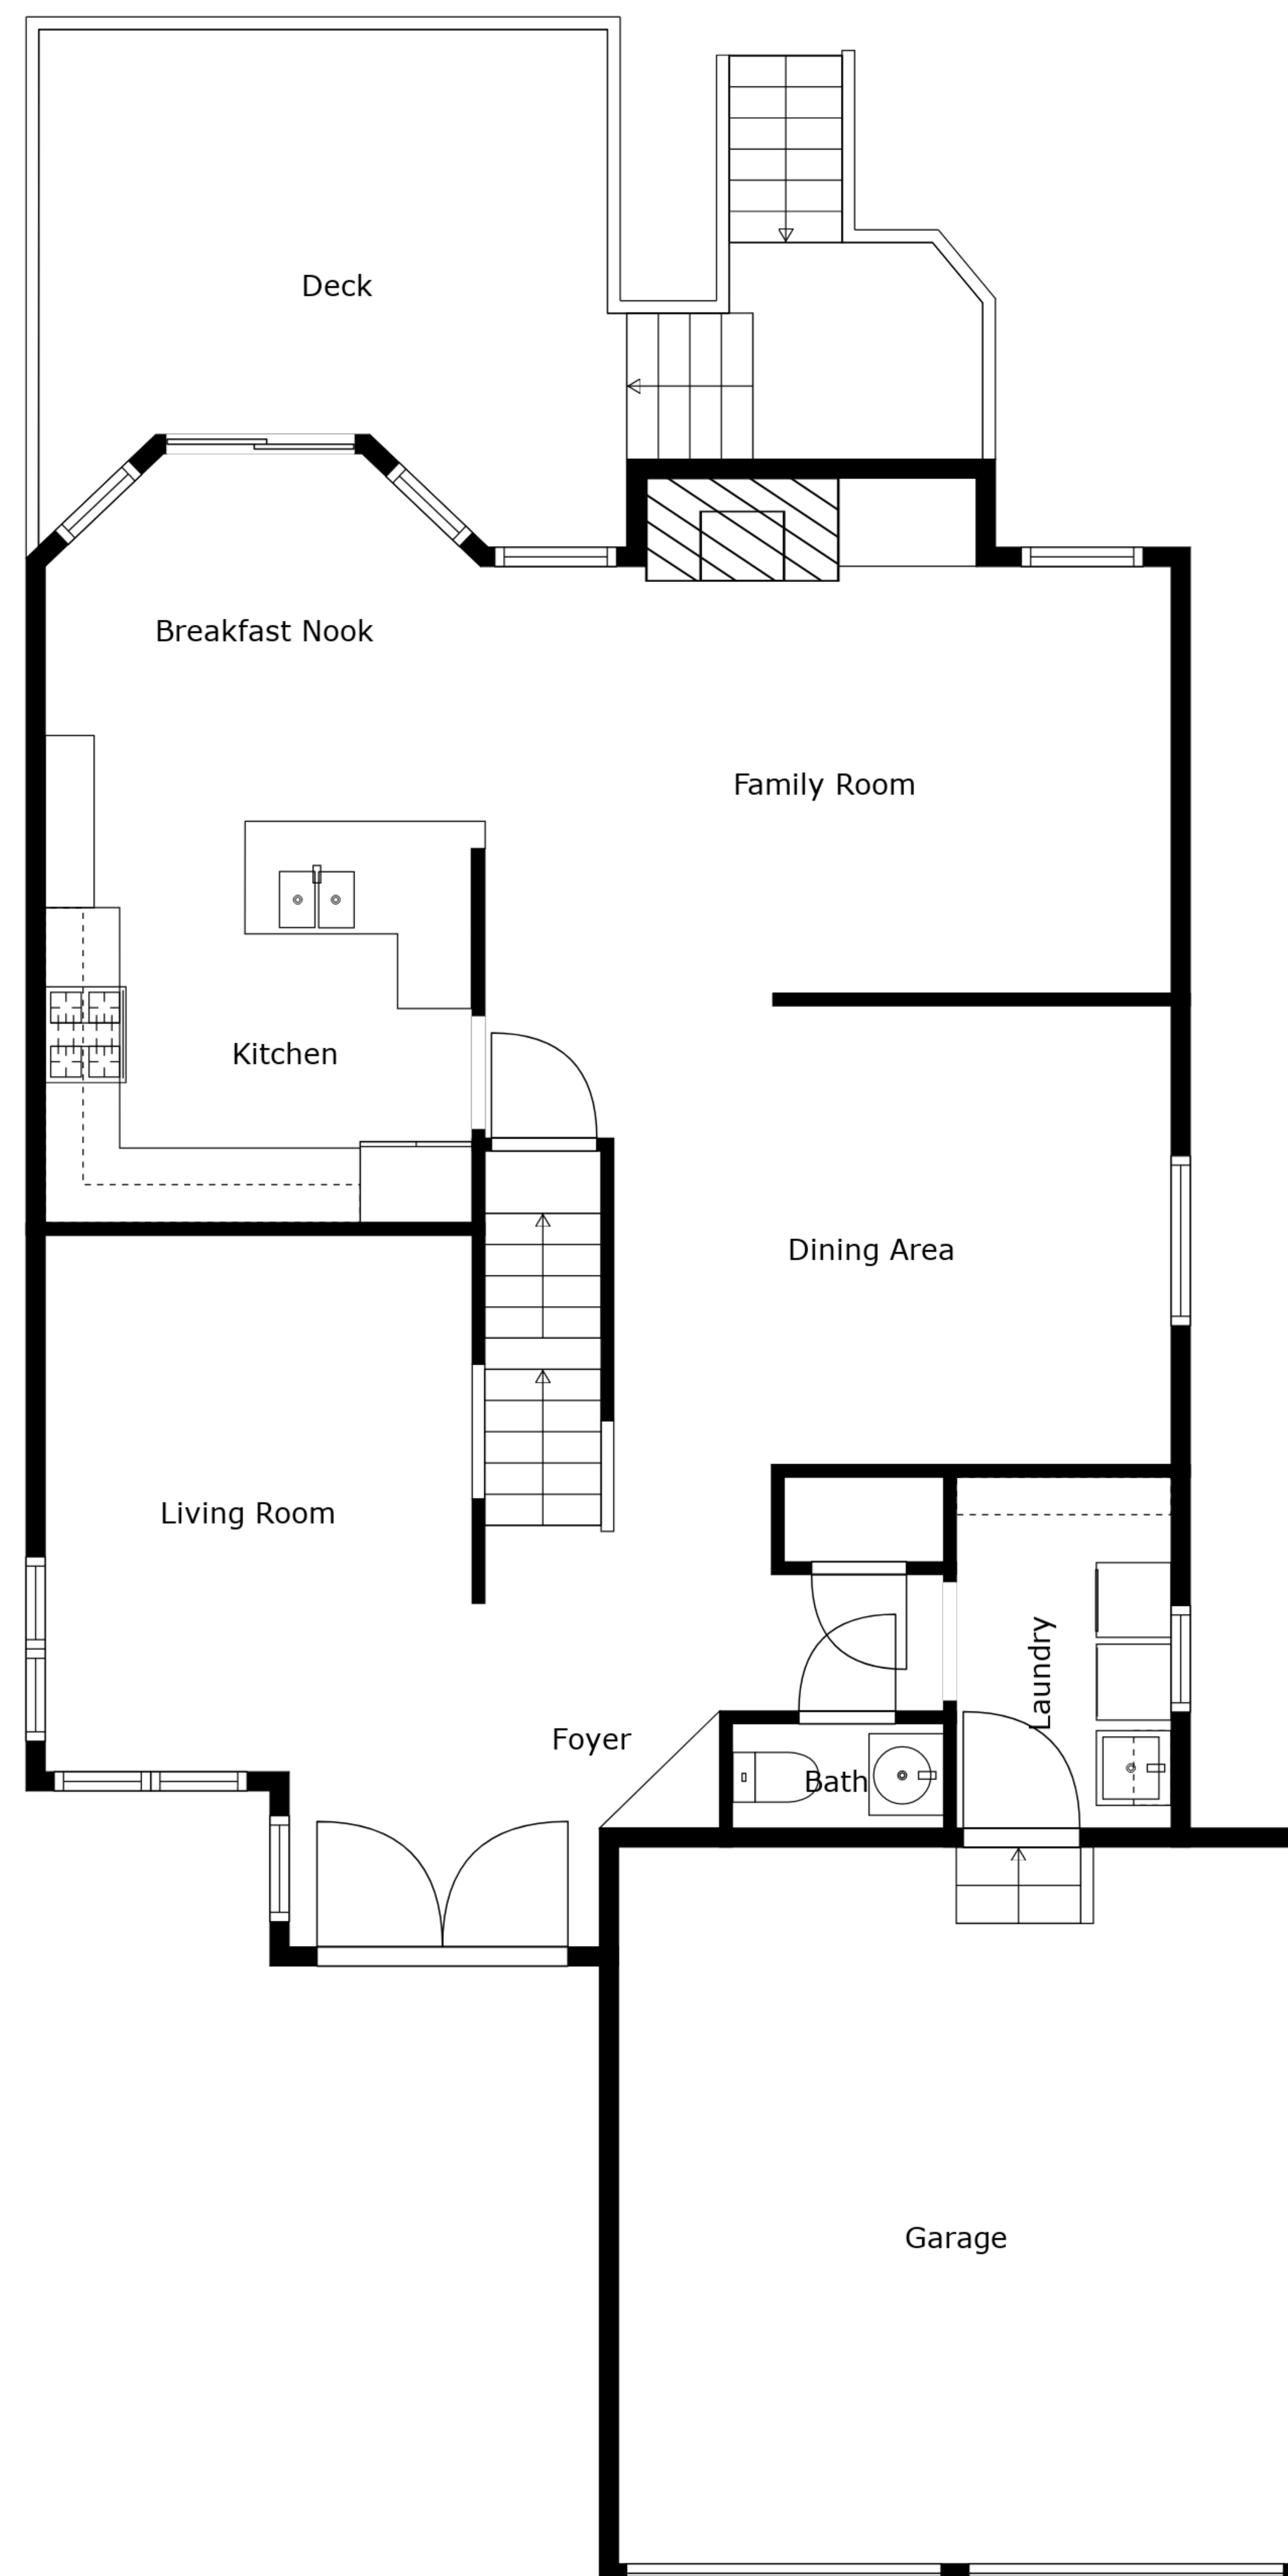 Deck
Breakfast Nook
Family Room
Kitchen
Dining Area
Living Room
Laundry
Foyer
Bath
Garage